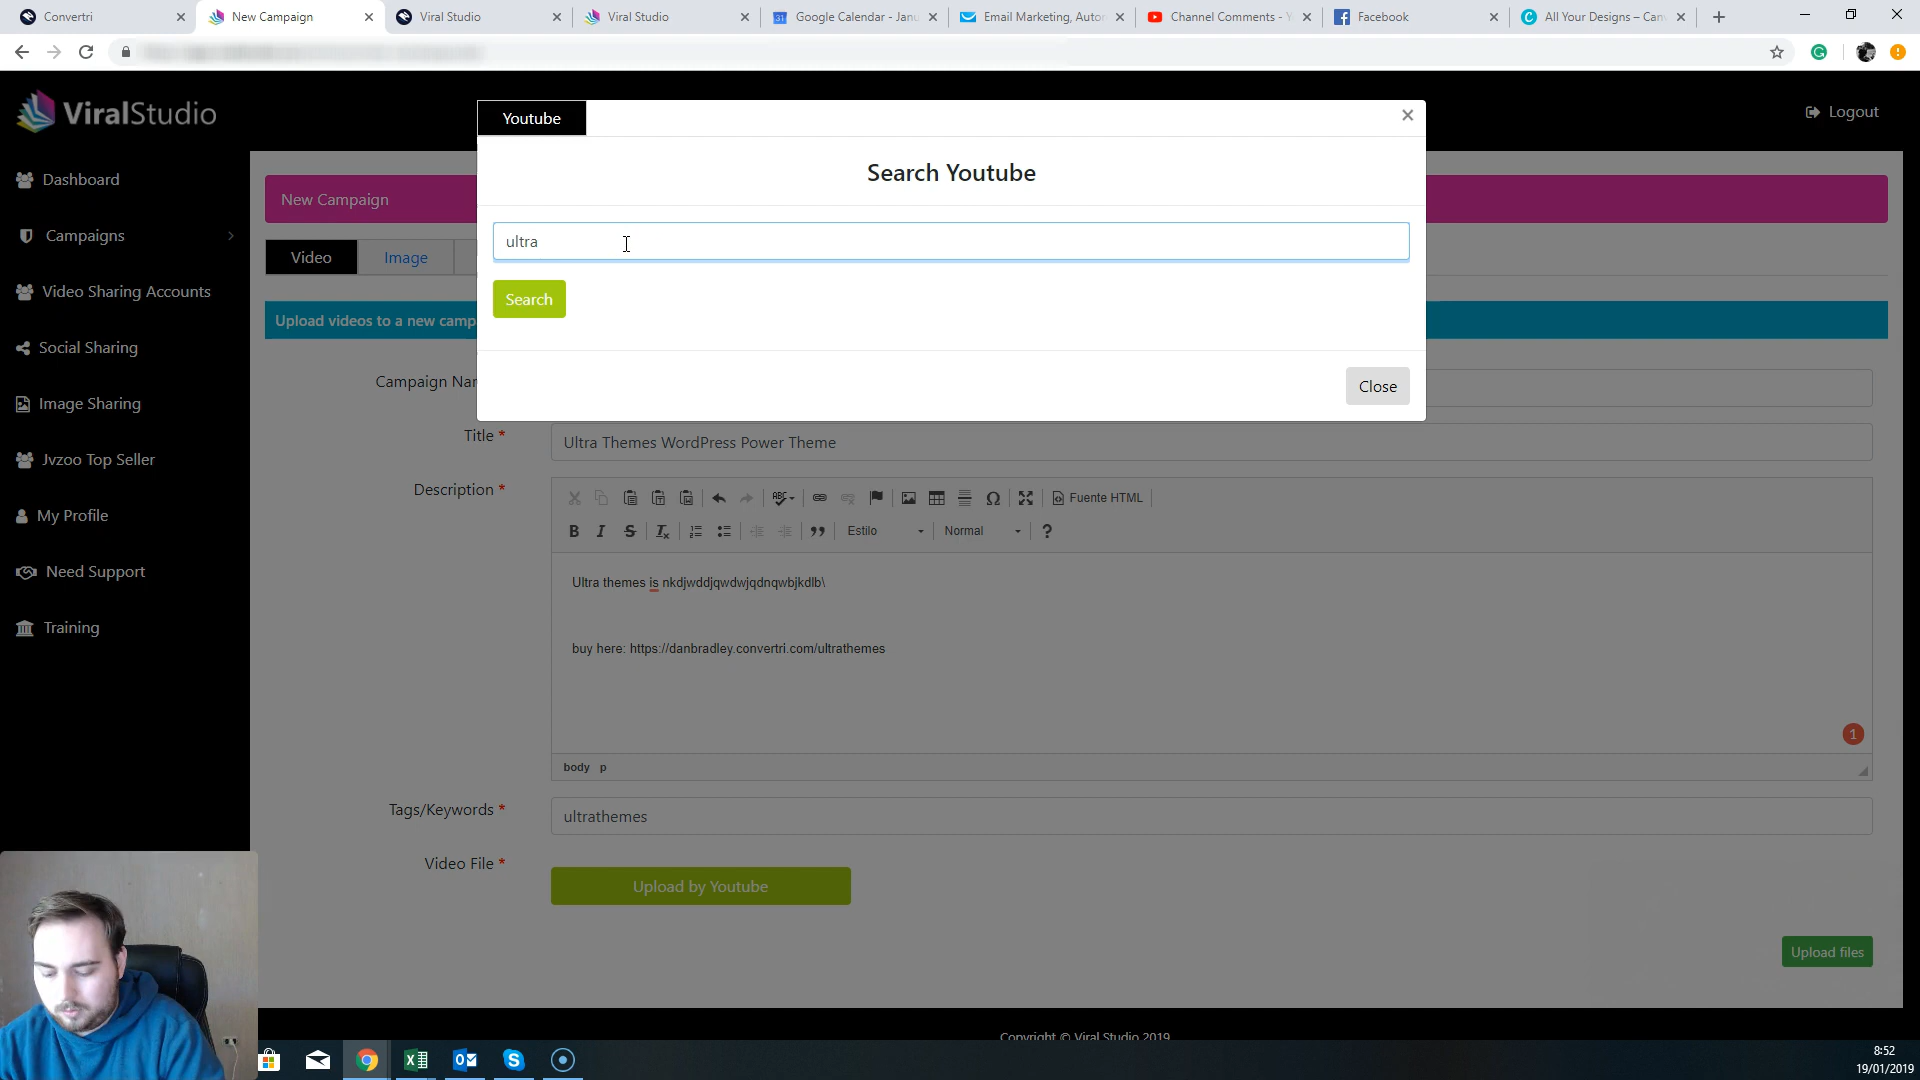 Convertri
New Campaign
Viral Studio
Viral Studio
Google Calendar - Janu
Email Marketing, Auto
Channel Comments - Y
Facebook
All Your Designs – Can
ViralStudio
Logout
Youtube
Search Youtube
ultra
Search
Close
Dashboard
Campaigns
Video Sharing Accounts
Social Sharing
Image Sharing
Jvzoo Top Seller
My Profile
Need Support
Training
New Campaign
Video
Image
Upload videos to a new camp
Campaign Nam
Title *
Ultra Themes WordPress Power Theme
Description *
ABC
Fuente HTML
B I S Ix
Estilo
Normal
?
Ultra themes is nkdjwddjqwdwjqdnqwbjkdlb\
buy here: https://danbradley.convertri.com/ultrathemes
1
body p
Tags/Keywords *
ultrathemes
Video File *
Upload by Youtube
Upload files
Copyright © Viral Studio 2019
8:52
19/01/2019